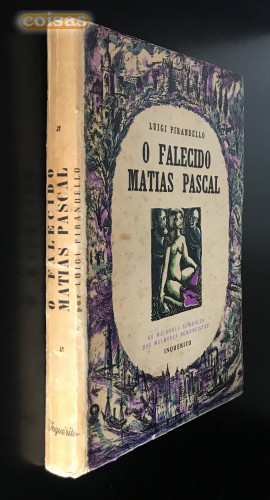 coisas
LUIGI PIRANDELLO
O FALECIDO
MATIAS PASCAL
OS MELHORES ROMANCES
DOS MELHORES ROMANCISTAS
INQUÉRITO
O FALECIDO
MATIAS PASCAL
por LUIGI PIRANDELLO
Inquérito